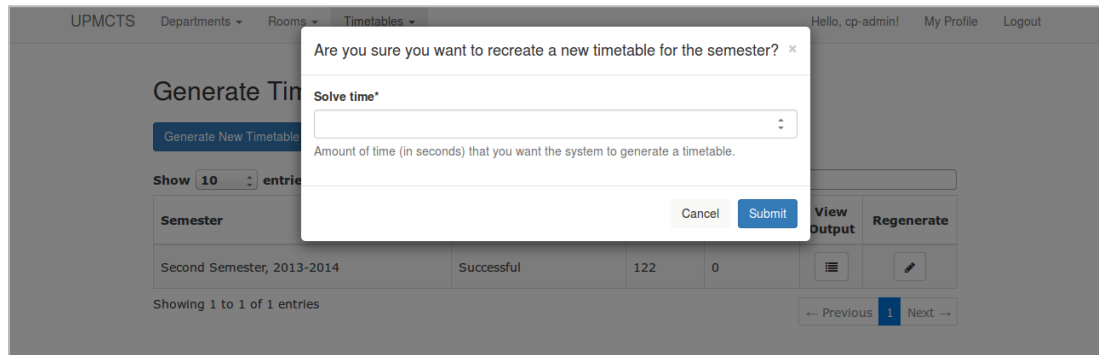 UPMCTS Departments Rooms Timetables Hello, cp-admin! My Profile Logout
Are you sure you want to recreate a new timetable for the semester? ×
Generate Tim
Solve time*
Generate New Timetable
Amount of time (in seconds) that you want the system to generate a timetable.
Show 10 entrie
Cancel Submit
Semester View Output Regenerate
Second Semester, 2013-2014 Successful 122 0
Showing 1 to 1 of 1 entries
← Previous 1 Next →